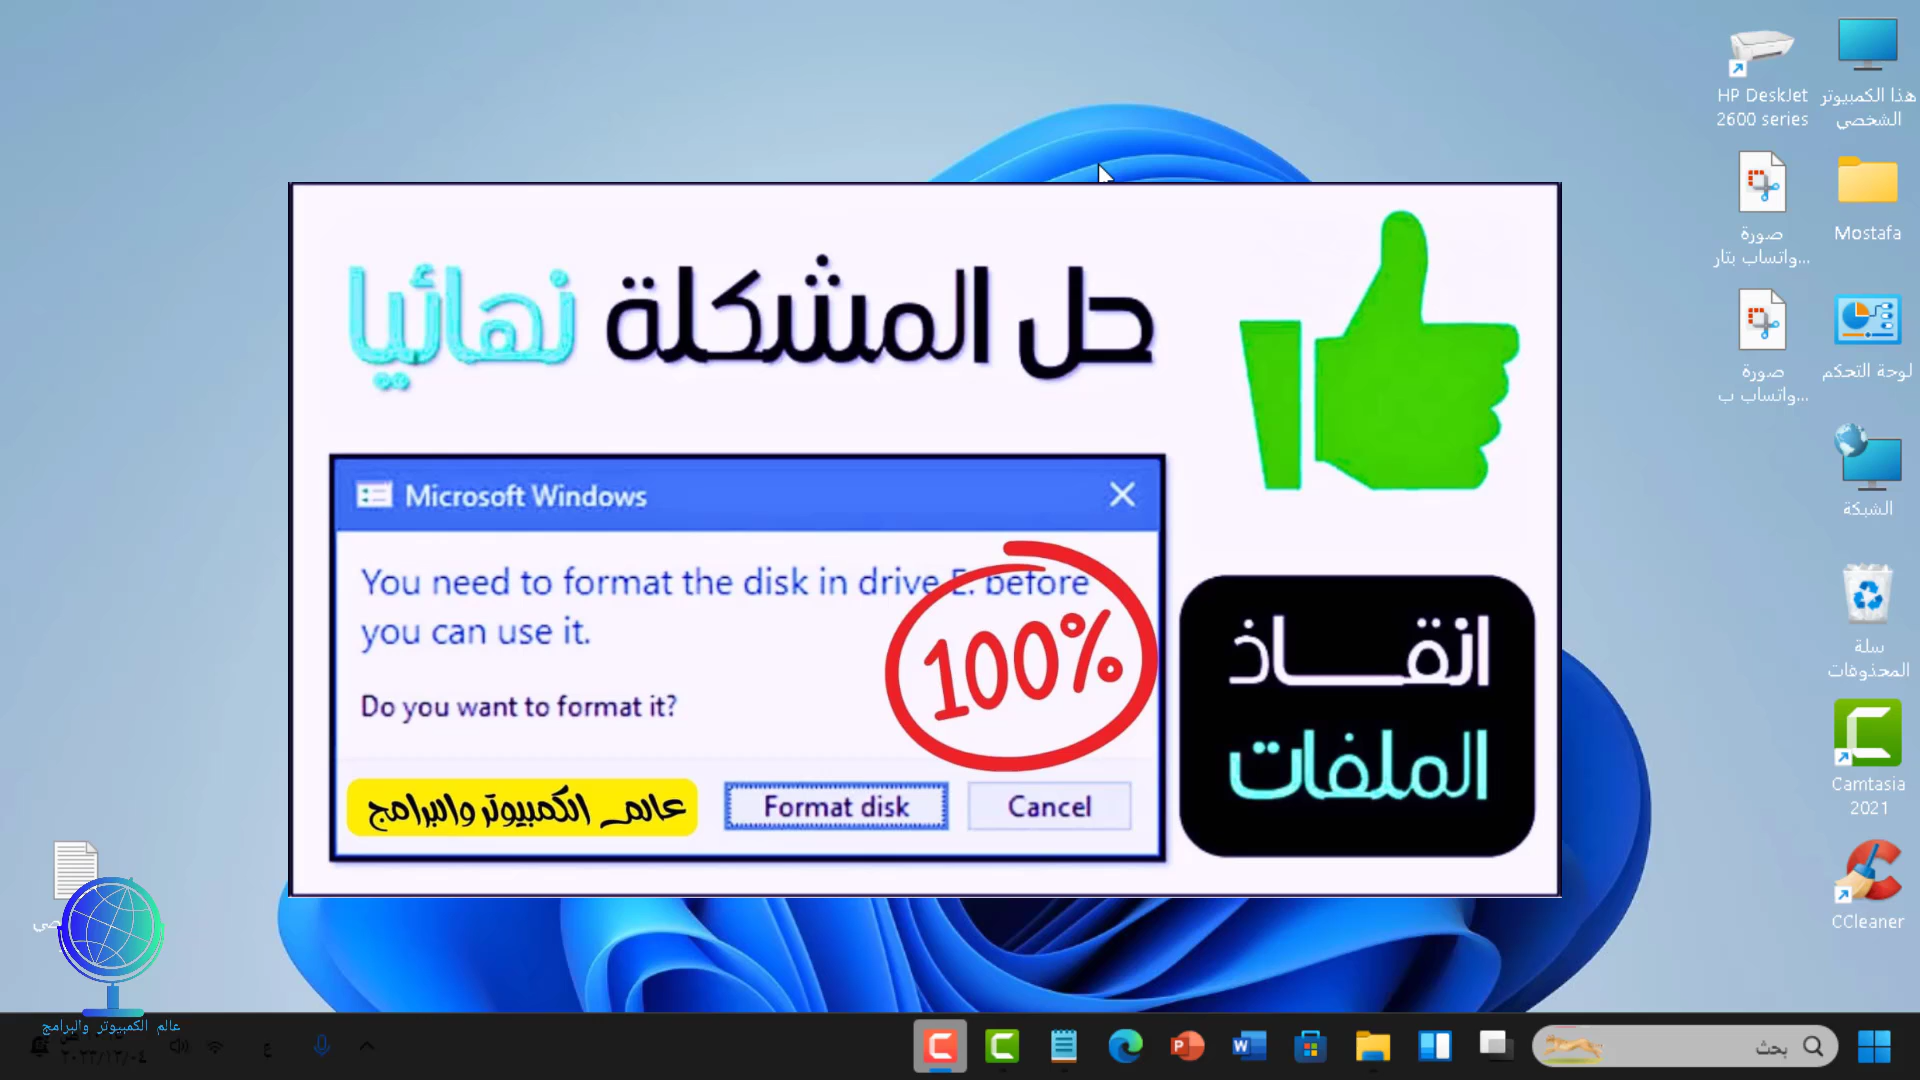 حل المشكلة نهائيا
Microsoft Windows
You need to format the disk in drive E: before
you can use it.
Do you want to format it?
100%
عالم الكمبيوتر والبرامج
Format disk
Cancel
انقاذ
الملفات
هذا الكمبيوتر
الشخصي
HP DeskJet
2600 series
Mostafa
صورة
واتساب بتار...
لوحة التحكم
صورة
واتساب ب...
الشبكة
سلة
المحذوفات
Camtasia
2021
CCleaner
عالم الكمبيوتر والبرامج
بحث
ع
٢٠٢٣/١٢/٠٤